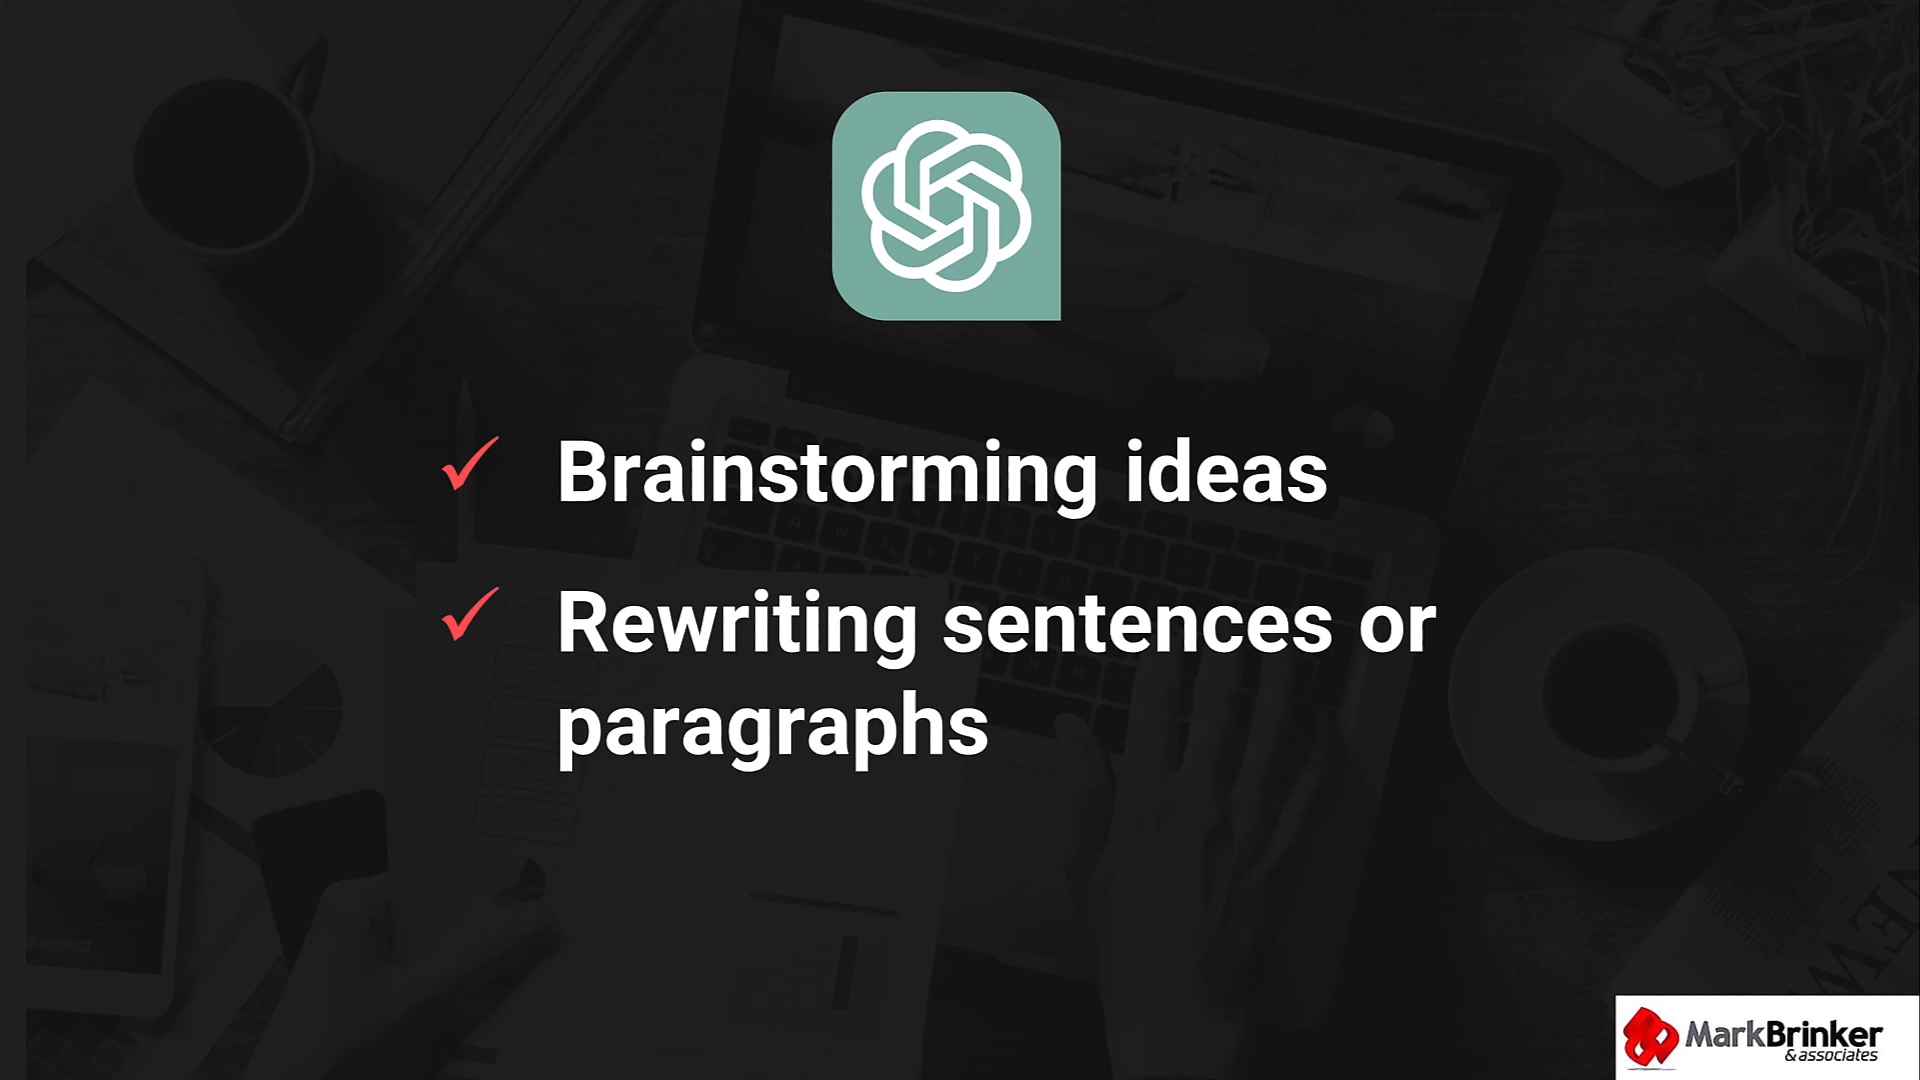 Brainstorming ideas
Rewriting sentences or
paragraphs
MarkBrinker
& associates